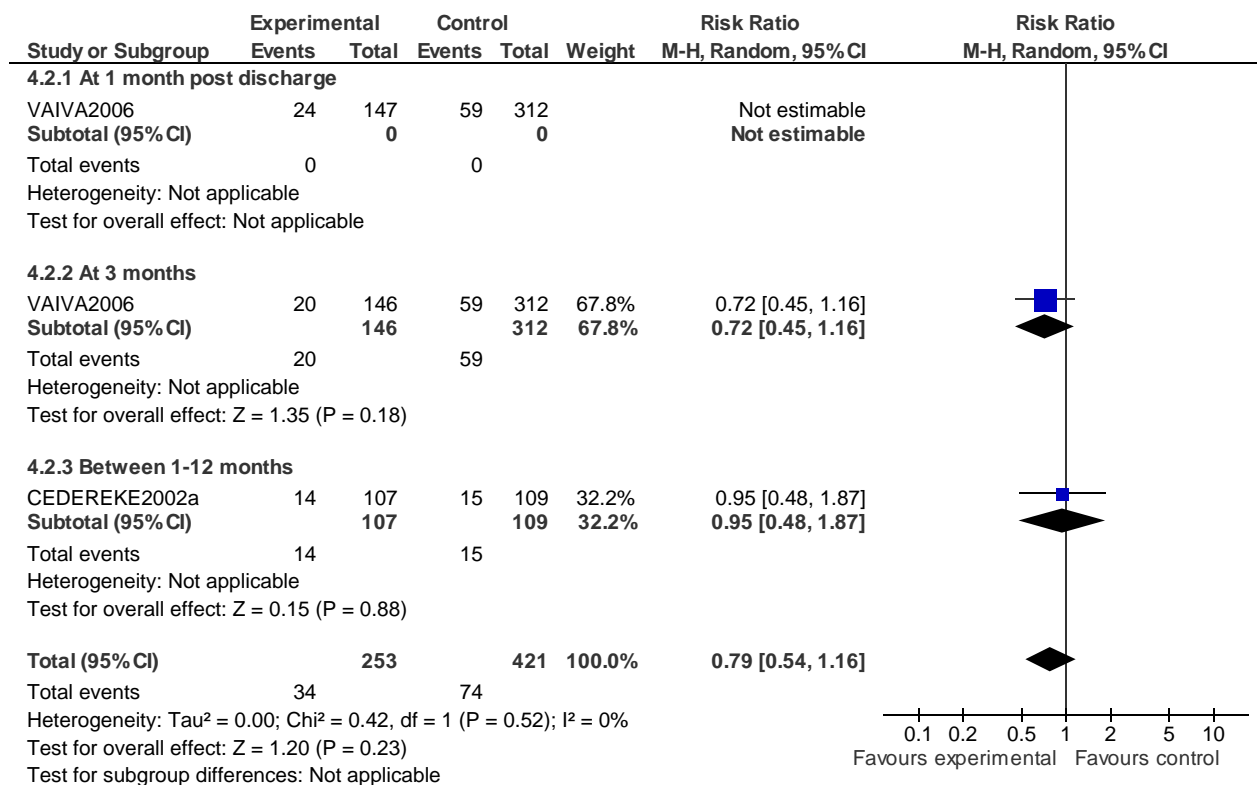 Experimental Control Risk Ratio Risk Ratio
Study or Subgroup Events Total Events Total Weight M-H, Random, 95% CI M-H, Random, 95% CI
4.2.1 At 1 month post discharge
VAIVA2006 24 147 59 312 Not estimable
Subtotal (95% CI) 0 0 Not estimable
Total events 0 0
Heterogeneity: Not applicable
Test for overall effect: Not applicable
4.2.2 At 3 months
VAIVA2006 20 146 59 312 67.8% 0.72 [0.45, 1.16]
Subtotal (95% CI) 146 312 67.8% 0.72 [0.45, 1.16]
Total events 20 59
Heterogeneity: Not applicable
Test for overall effect: Z = 1.35 (P = 0.18)
4.2.3 Between 1-12 months
CEDEREKE2002a 14 107 15 109 32.2% 0.95 [0.48, 1.87]
Subtotal (95% CI) 107 109 32.2% 0.95 [0.48, 1.87]
Total events 14 15
Heterogeneity: Not applicable
Test for overall effect: Z = 0.15 (P = 0.88)
Total (95% CI) 253 421 100.0% 0.79 [0.54, 1.16]
Total events 34 74
Heterogeneity: Tau² = 0.00; Chi² = 0.42, df = 1 (P = 0.52); I² = 0%
Test for overall effect: Z = 1.20 (P = 0.23)
Test for subgroup differences: Not applicable
0.1 0.2 0.5 1 2 5 10
Favours experimental Favours control